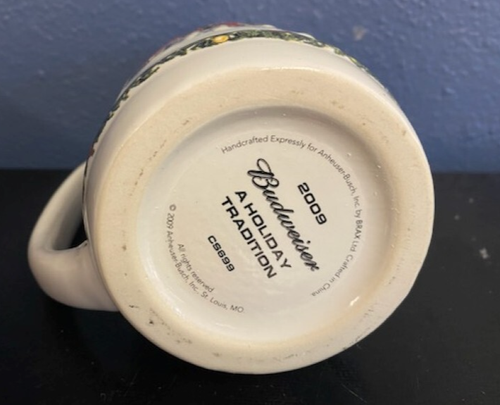 Handcrafted Expressly for Anheuser-Busch, Inc. by BRAX Ltd. Crafted in China
2009
Budweiser
A HOLIDAY
TRADITION
CS699
All rights reserved
© 2009 Anheuser-Busch, Inc., St. Louis, MO